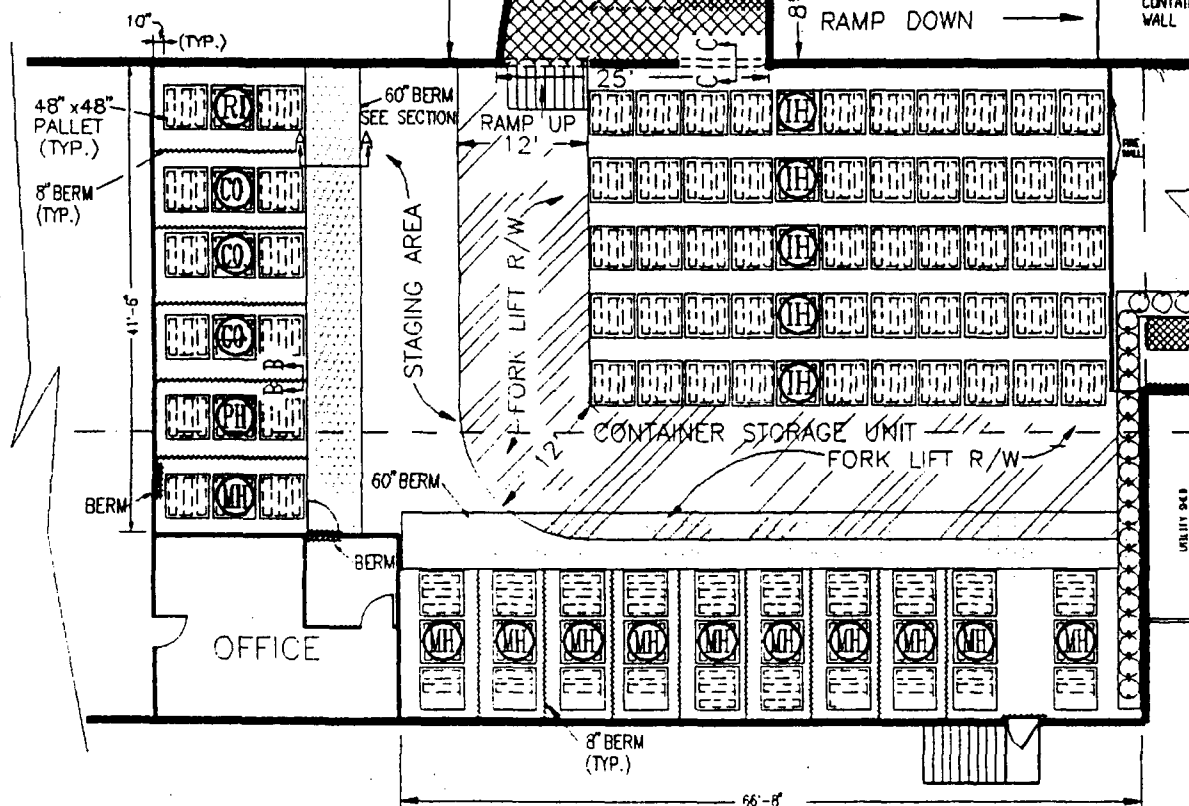 10"
(TYP.)
8'
RAMP DOWN
WALL
48" x48"
PALLET
(TYP.)
8" BERM
(TYP.)
60" BERM
SEE SECTION
RAMP UP
25'
12'
C
C
A
A
B
B
RI
CO
CO
CO
PH
MH
IH
IH
IH
IH
IH
41'-6"
STAGING AREA
FORK LIFT R/W
12'
CONTAINER STORAGE UNIT
FORK LIFT R/W
60" BERM
BERM
BERM
OFFICE
MH MH MH MH MH MH MH MH MH MH
8" BERM
(TYP.)
66'-8"
UTILITY SHED